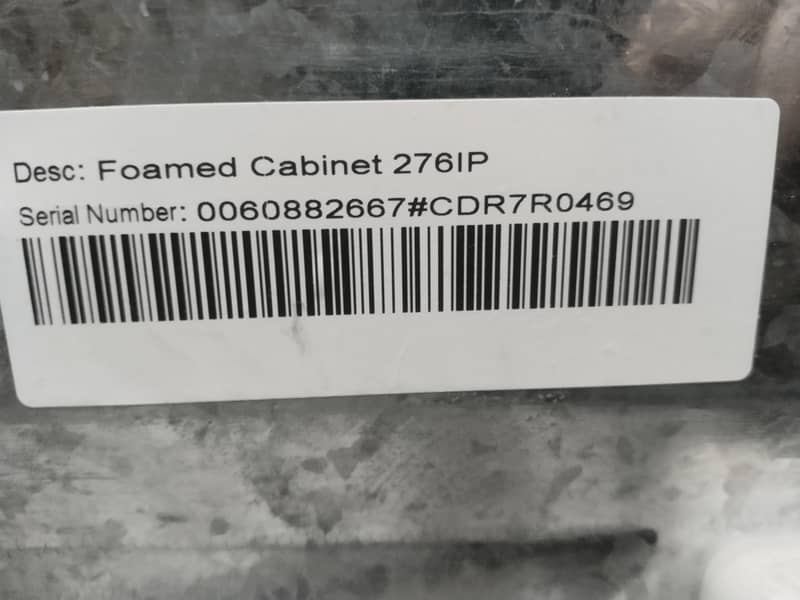 Desc: Foamed Cabinet 276IP
Serial Number: 0060882667#CDR7R0469